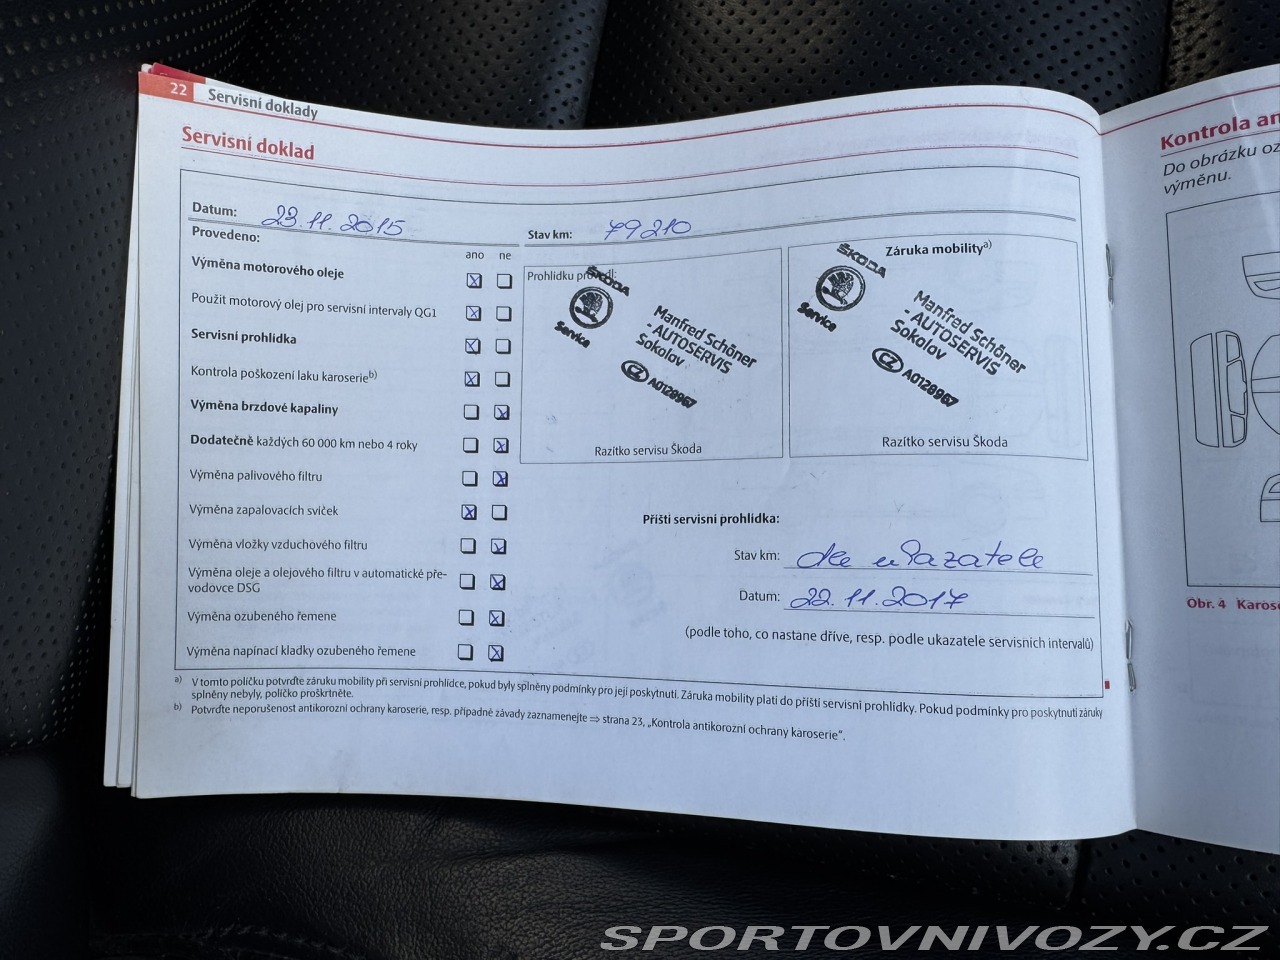 22 Servisní doklady
Servisní doklad
Datum: 23.11.2015
Stav km: 79210
Provedeno:
ano ne
Výměna motorového oleje
Použit motorový olej pro servisní intervaly QG1
Servisní prohlídka
Kontrola poškození laku karoserie b)
Výměna brzdové kapaliny
Dodatečně každých 60 000 km nebo 4 roky
Výměna palivového filtru
Výměna zapalovacích svíček
Výměna vložky vzduchového filtru
Výměna oleje a olejového filtru v automatické pře-
vodovce DSG
Výměna ozubeného řemene
Výměna napínací kladky ozubeného řemene
Prohlídku provedl:
ŠKODA
Service
Manfred Schöner
- AUTOSERVIS
Sokolov
CZ A0128967
Razítko servisu Škoda
Záruka mobility a)
ŠKODA
Service
Manfred Schöner
- AUTOSERVIS
Sokolov
CZ A0128967
Razítko servisu Škoda
Příští servisní prohlídka:
Stav km: dle ukazatele
Datum: 22.11.2017
(podle toho, co nastane dříve, resp. podle ukazatele servisních intervalů)
a) V tomto políčku potvrďte záruku mobility při servisní prohlídce, pokud byly splněny podmínky pro její poskytnutí. Záruka mobility platí do příští servisní prohlídky. Pokud podmínky pro poskytnutí záruky
splněny nebyly, políčko proškrtněte.
b) Potvrďte neporušenost antikorozní ochrany karoserie, resp. případné závady zaznamenejte ⇒ strana 23, „Kontrola antikorozní ochrany karoserie“.
Kontrola an
Do obrázku oz
výměnu.
Obr. 4 Karose
SPORTOVNIVOZY.CZ